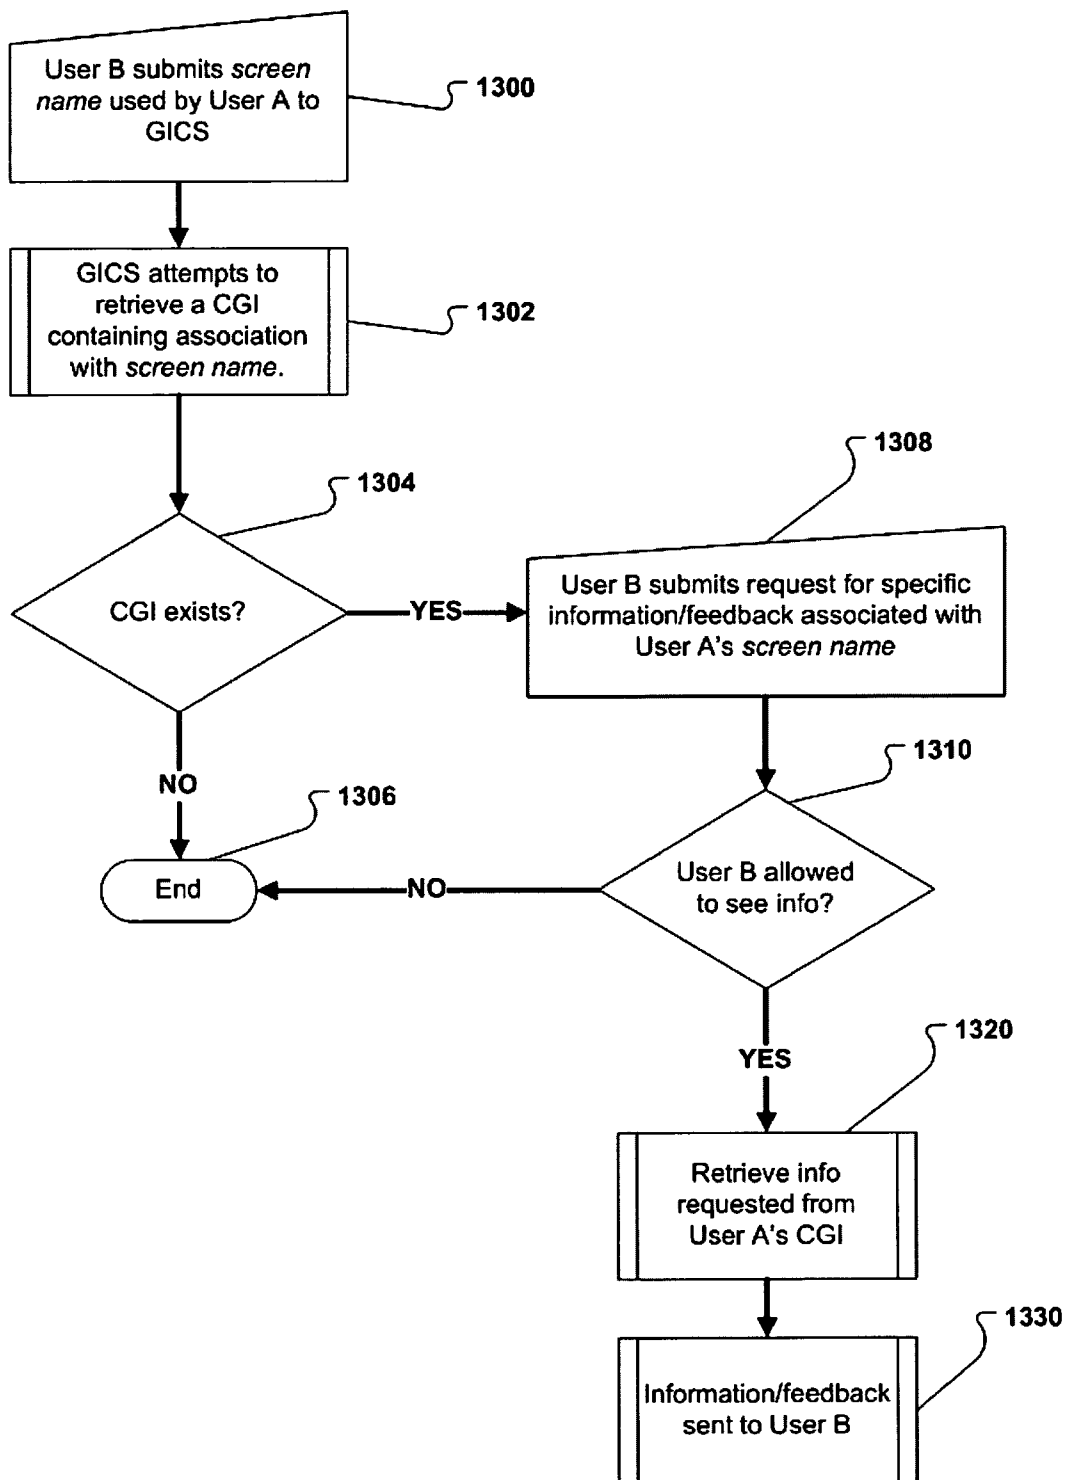 User B submits screen
name used by User A to
GICS
1300
GICS attempts to
retrieve a CGI
containing association
with screen name.
1302
1304
CGI exists?
YES
NO
1306
End
1308
User B submits request for specific
information/feedback associated with
User A's screen name
1310
User B allowed
to see info?
NO
YES
1320
Retrieve info
requested from
User A's CGI
1330
Information/feedback
sent to User B